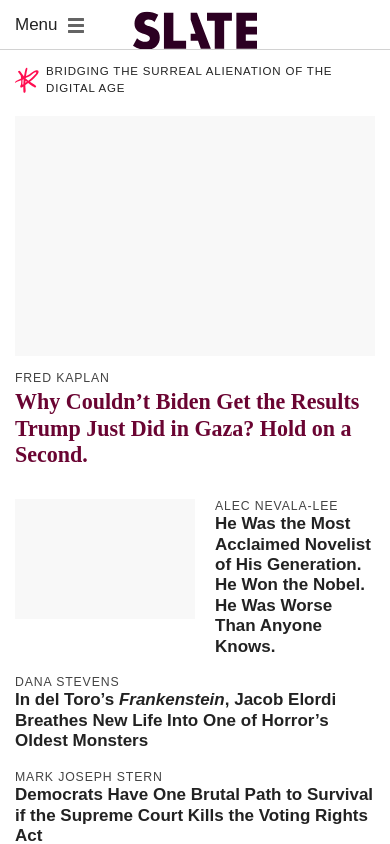 Menu
SLATE
BRIDGING THE SURREAL ALIENATION OF THE
DIGITAL AGE
FRED KAPLAN
Why Couldn’t Biden Get the Results
Trump Just Did in Gaza? Hold on a
Second.
ALEC NEVALA-LEE
He Was the Most
Acclaimed Novelist
of His Generation.
He Won the Nobel.
He Was Worse
Than Anyone
Knows.
DANA STEVENS
In del Toro’s Frankenstein, Jacob Elordi
Breathes New Life Into One of Horror’s
Oldest Monsters
MARK JOSEPH STERN
Democrats Have One Brutal Path to Survival
if the Supreme Court Kills the Voting Rights
Act